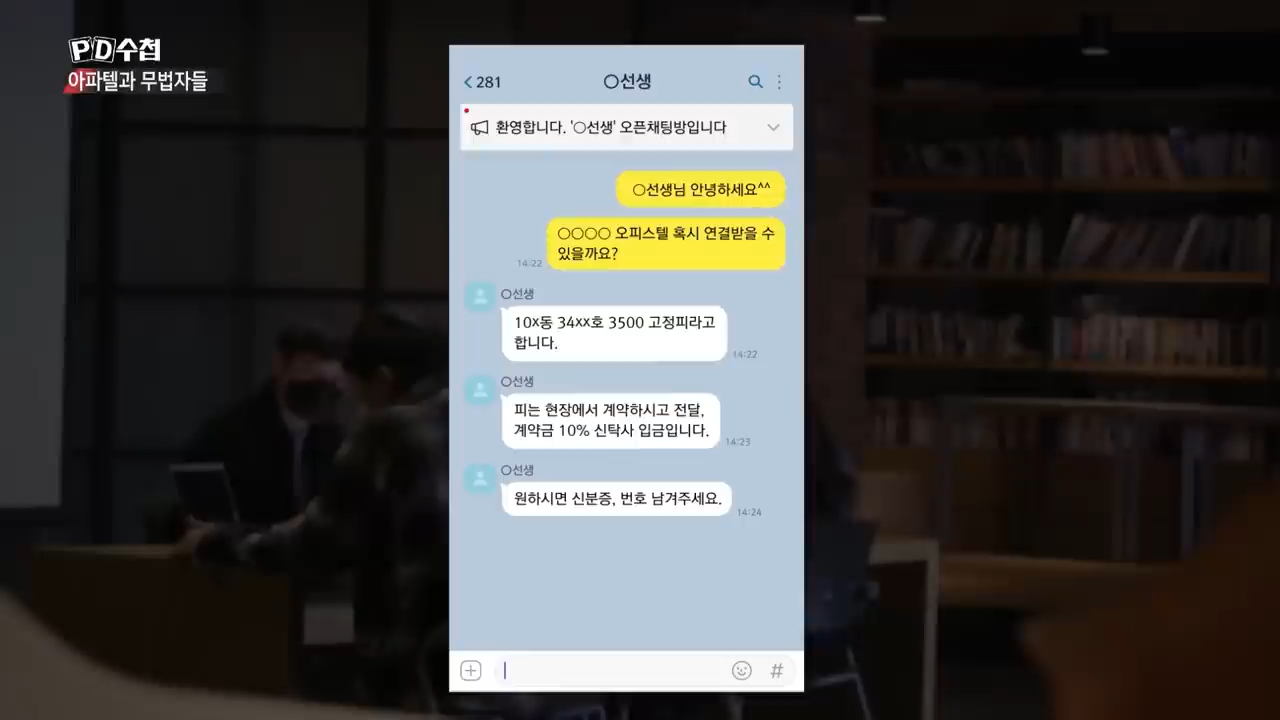 PD수첩
아파텔과 무법자들
281
○선생
환영합니다. '○선생' 오픈채팅방입니다
○선생님 안녕하세요^^
○○○○ 오피스텔 혹시 연결받을 수
있을까요?
14:22
○선생
10x동 34xx호 3500 고정피라고
합니다.
14:22
○선생
피는 현장에서 계약하시고 전달,
계약금 10% 신탁사 입금입니다.
14:23
○선생
원하시면 신분증, 번호 남겨주세요.
14:24
#